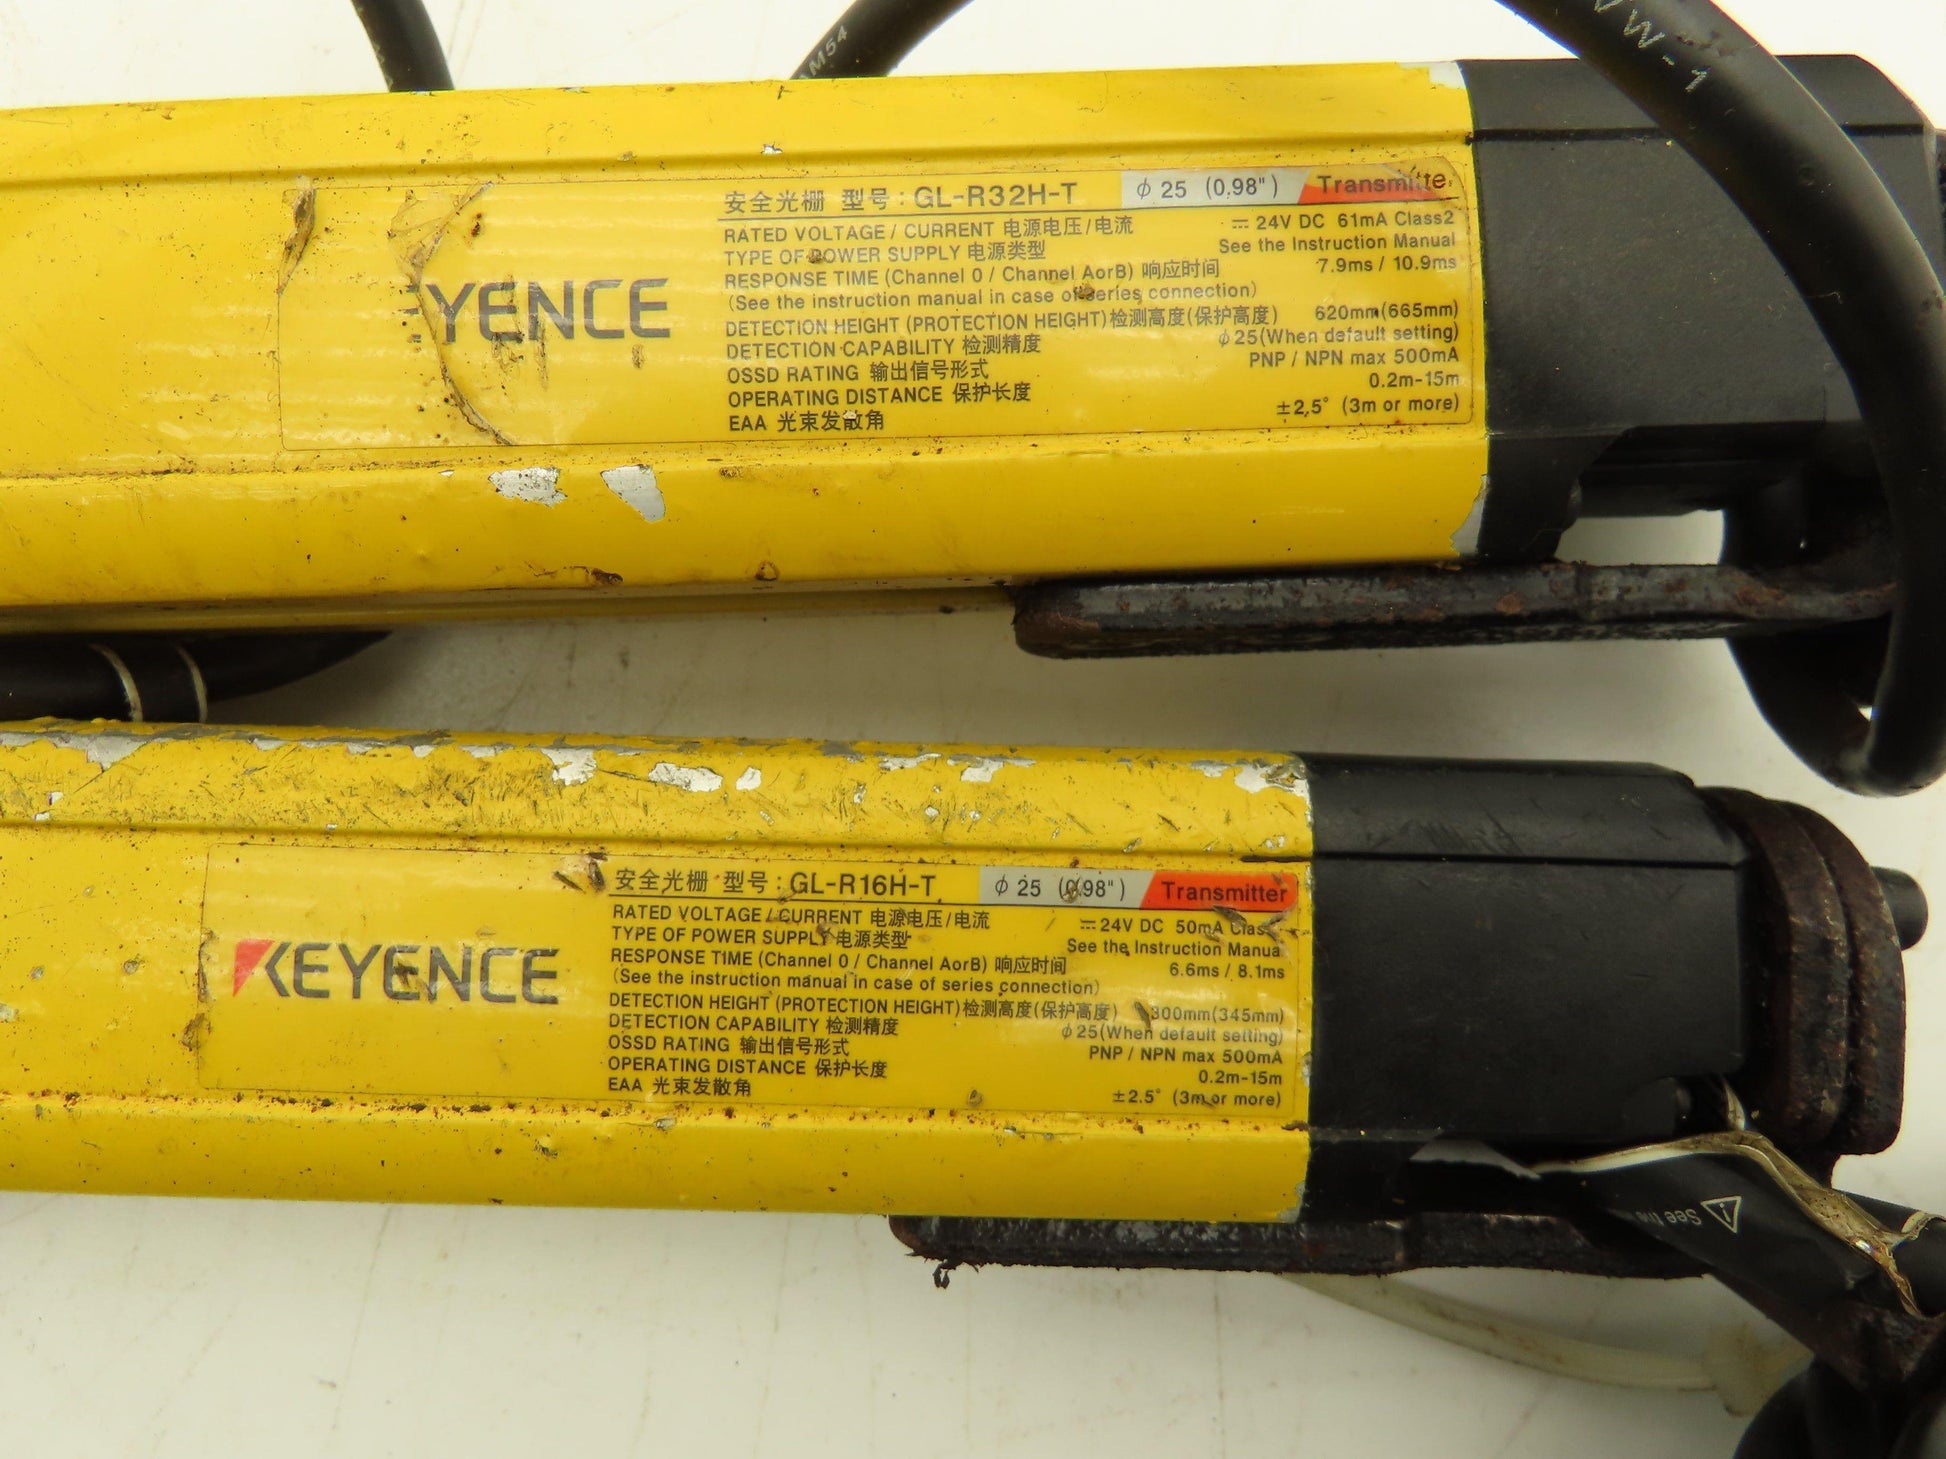 AM54
VW-1
YENCE
安全光栅 型号: GL-R32H-T φ 25 (0.98") Transmitte
RATED VOLTAGE / CURRENT 电源电压/电流 ⎓ 24V DC 61mA Class2
TYPE OF POWER SUPPLY 电源类型 See the Instruction Manual
RESPONSE TIME (Channel 0 / Channel AorB) 响应时间 7.9ms / 10.9ms
(See the instruction manual in case of series connection)
DETECTION HEIGHT (PROTECTION HEIGHT)检测高度(保护高度) 620mm(665mm)
DETECTION CAPABILITY 检测精度 φ25(When default setting)
OSSD RATING 输出信号形式 PNP / NPN max 500mA
OPERATING DISTANCE 保护长度 0.2m-15m
EAA 光束发散角 ±2.5° (3m or more)
KEYENCE
安全光栅 型号: GL-R16H-T φ 25 (0.98") Transmitter
RATED VOLTAGE / CURRENT 电源电压/电流 ⎓ 24V DC 50mA Class
TYPE OF POWER SUPPLY 电源类型 See the Instruction Manua
RESPONSE TIME (Channel 0 / Channel AorB) 响应时间 6.6ms / 8.1ms
(See the instruction manual in case of series connection)
DETECTION HEIGHT (PROTECTION HEIGHT)检测高度(保护高度) 300mm(345mm)
DETECTION CAPABILITY 检测精度 φ25(When default setting)
OSSD RATING 输出信号形式 PNP / NPN max 500mA
OPERATING DISTANCE 保护长度 0.2m-15m
EAA 光束发散角 ±2.5° (3m or more)
See the